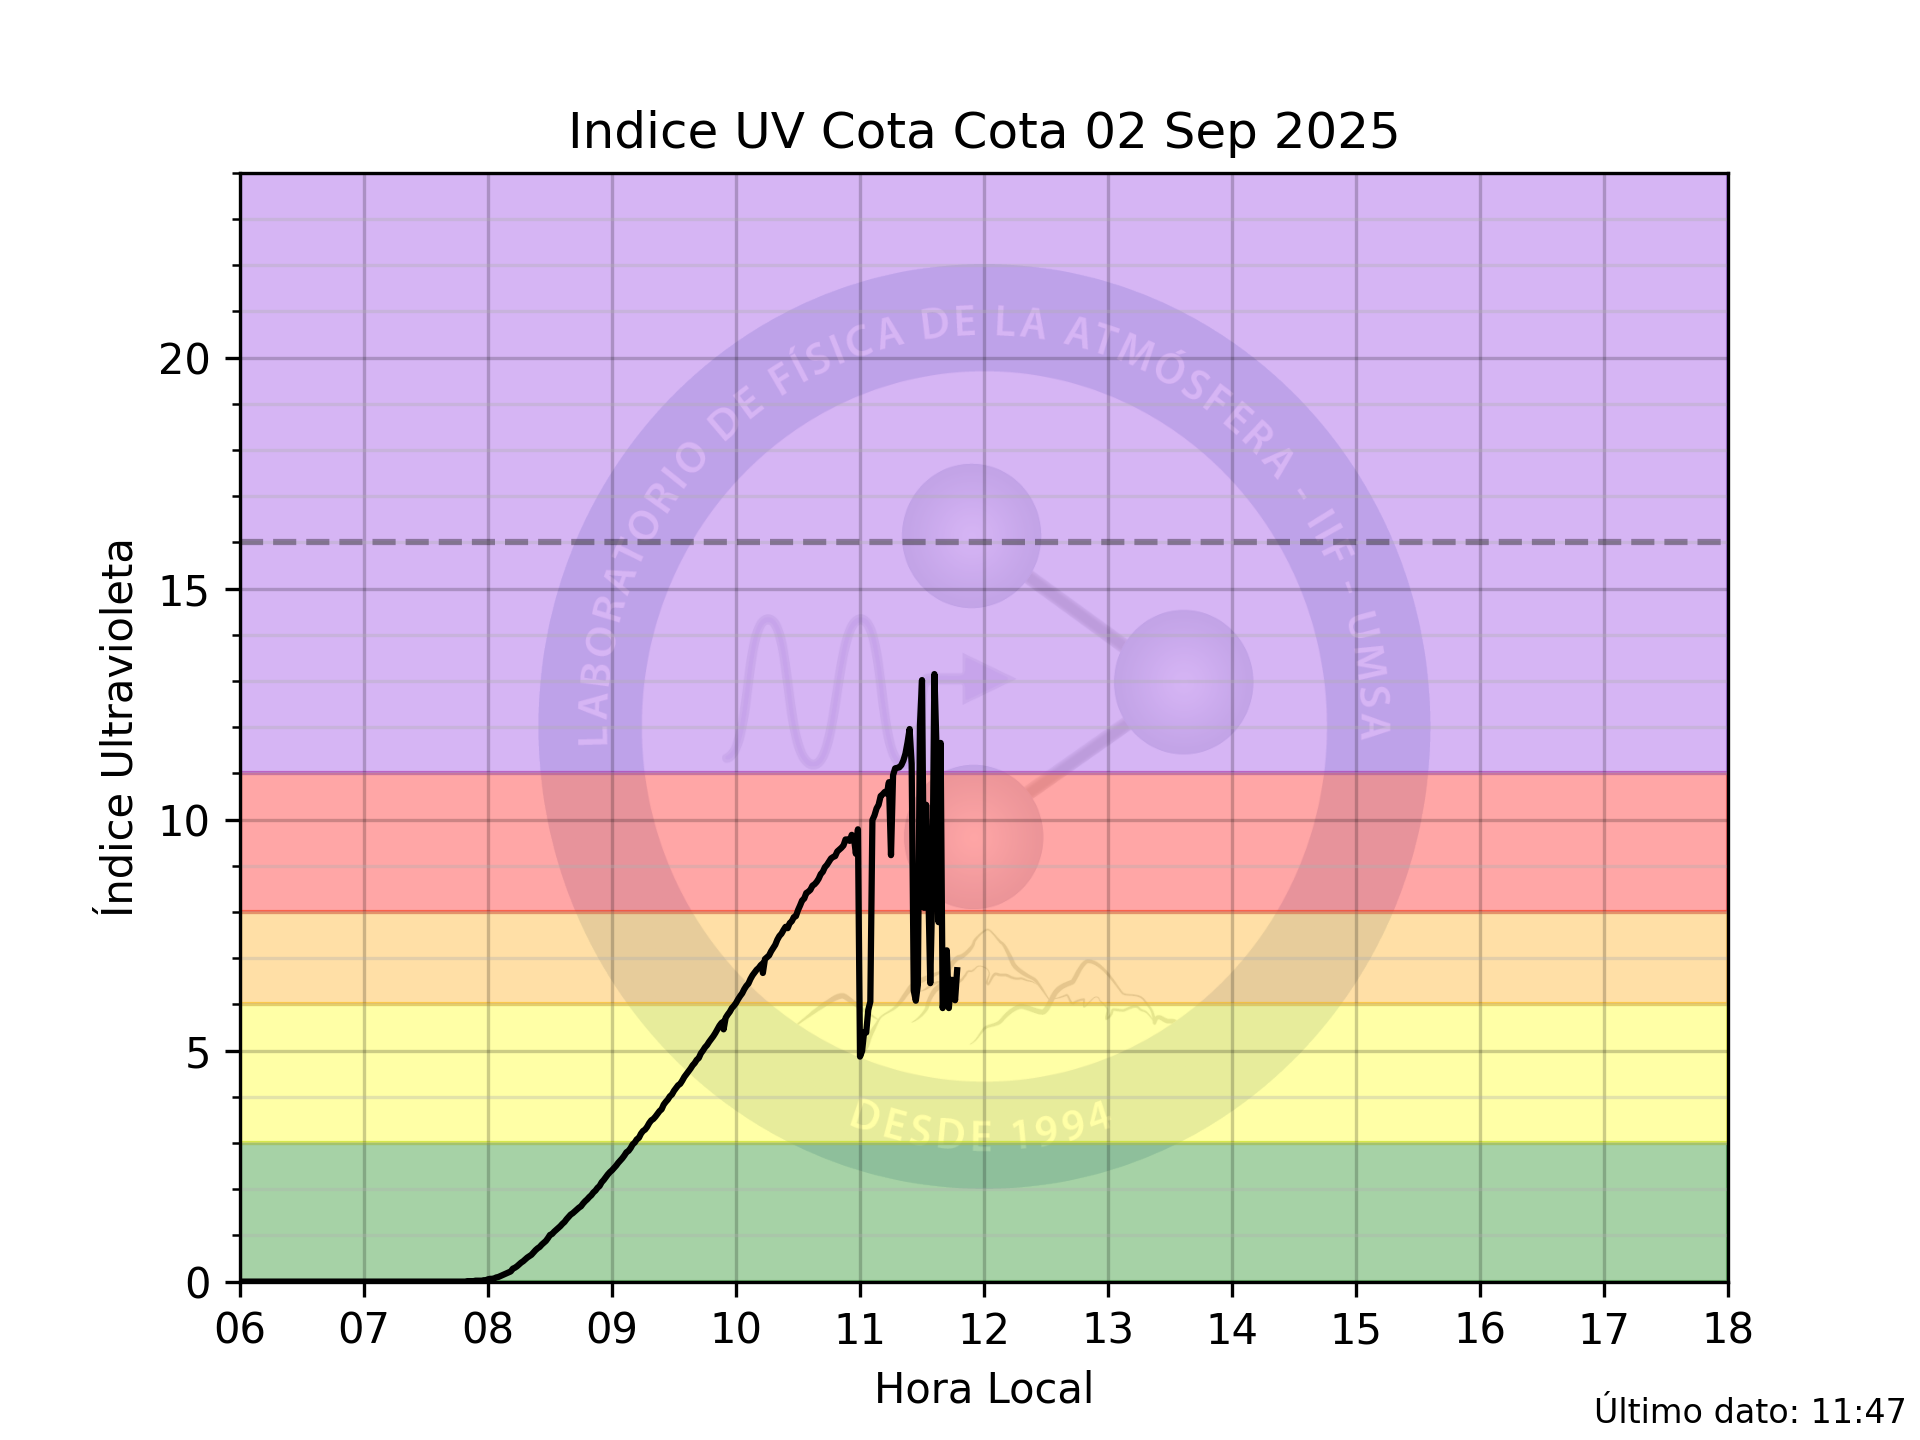 Indice UV Cota Cota 02 Sep 2025
Índice Ultravioleta
20
15
10
5
0
LABORATORIO DE FÍSICA DE LA ATMÓSFERA - IIF - UMSA
DESDE 1994
06 07 08 09 10 11 12 13 14 15 16 17 18
Hora Local
Último dato: 11:47